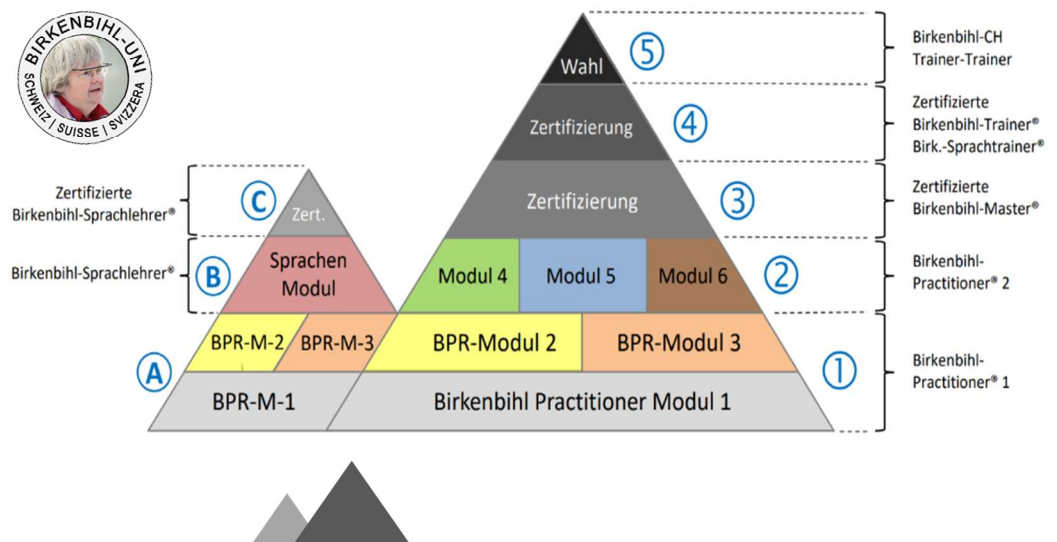 BIRKENBIHL-UNI
SCHWEIZ | SUISSE | SVIZZERA
Zertifizierte
Birkenbihl-Sprachlehrer®
Birkenbihl-Sprachlehrer®
C
Zert.
B
Sprachen
Modul
A
BPR-M-2
BPR-M-3
BPR-M-1
Wahl
5
Birkenbihl-CH
Trainer-Trainer
Zertifizierung
4
Zertifizierte
Birkenbihl-Trainer®
Birk.-Sprachtrainer®
Zertifizierung
3
Zertifizierte
Birkenbihl-Master®
Modul 4
Modul 5
Modul 6
2
Birkenbihl-
Practitioner® 2
BPR-Modul 2
BPR-Modul 3
1
Birkenbihl-
Practitioner® 1
Birkenbihl Practitioner Modul 1